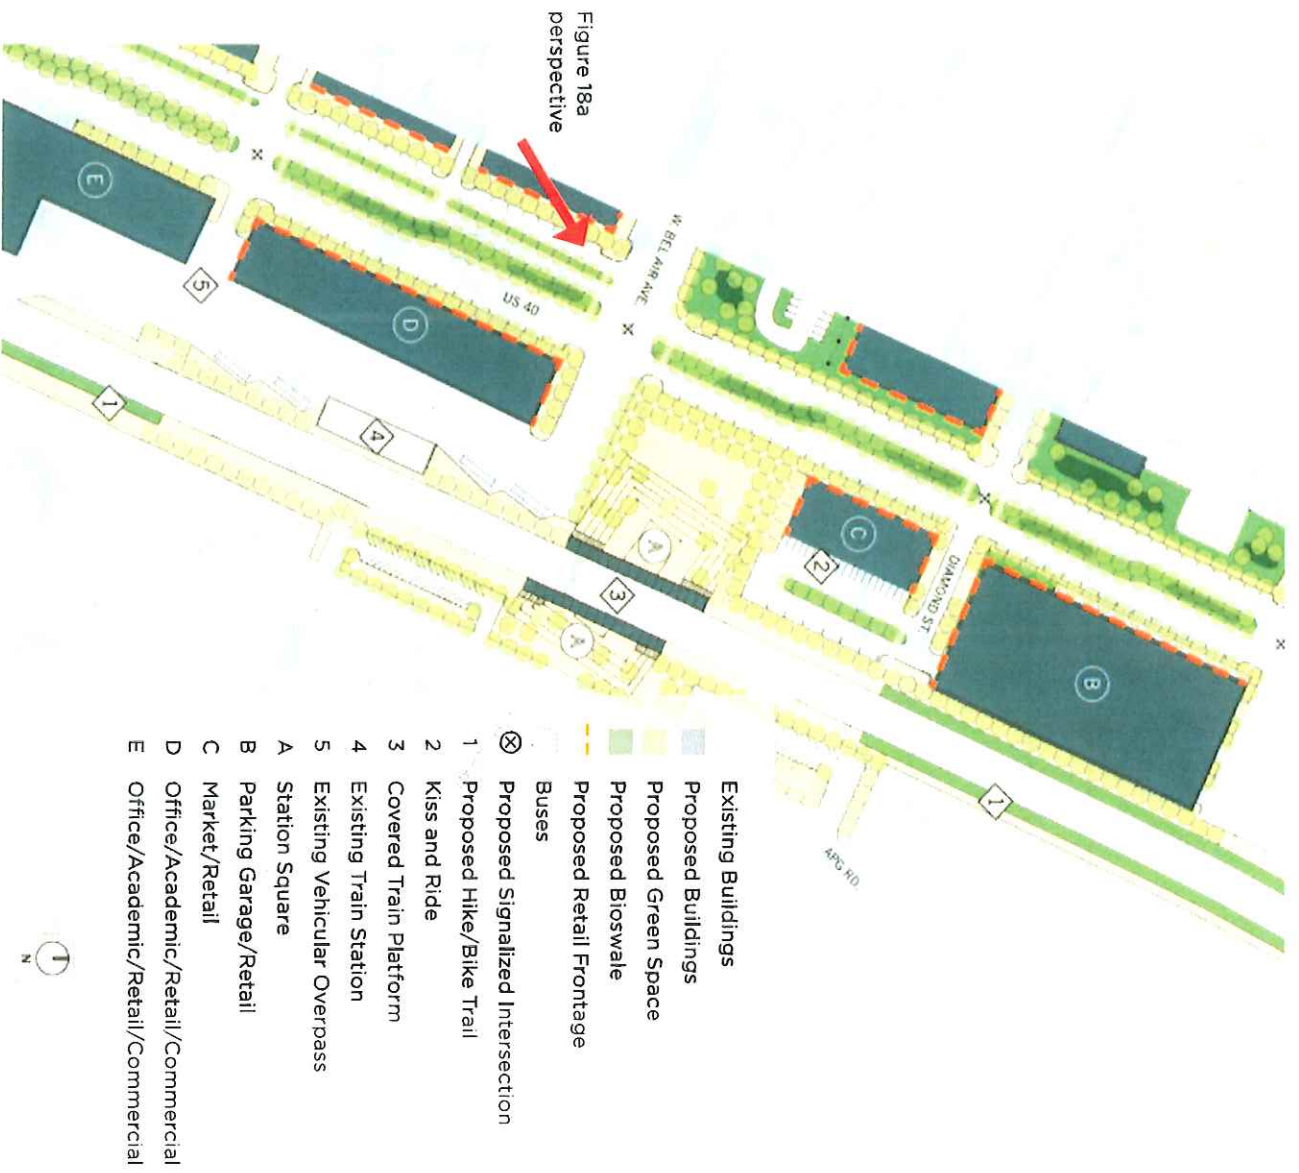 Figure 18a
perspective
W BEL AIR AVE.
US 40
DIAMOND ST.
APG RD.
E
5
D
1
4
A
3
A
C
2
B
1
Existing Buildings
Proposed Buildings
Proposed Green Space
Proposed Bioswale
Proposed Retail Frontage
Buses
Proposed Signalized Intersection
1 Proposed Hike/Bike Trail
2 Kiss and Ride
3 Covered Train Platform
4 Existing Train Station
5 Existing Vehicular Overpass
A Station Square
B Parking Garage/Retail
C Market/Retail
D Office/Academic/Retail/Commercial
E Office/Academic/Retail/Commercial
N